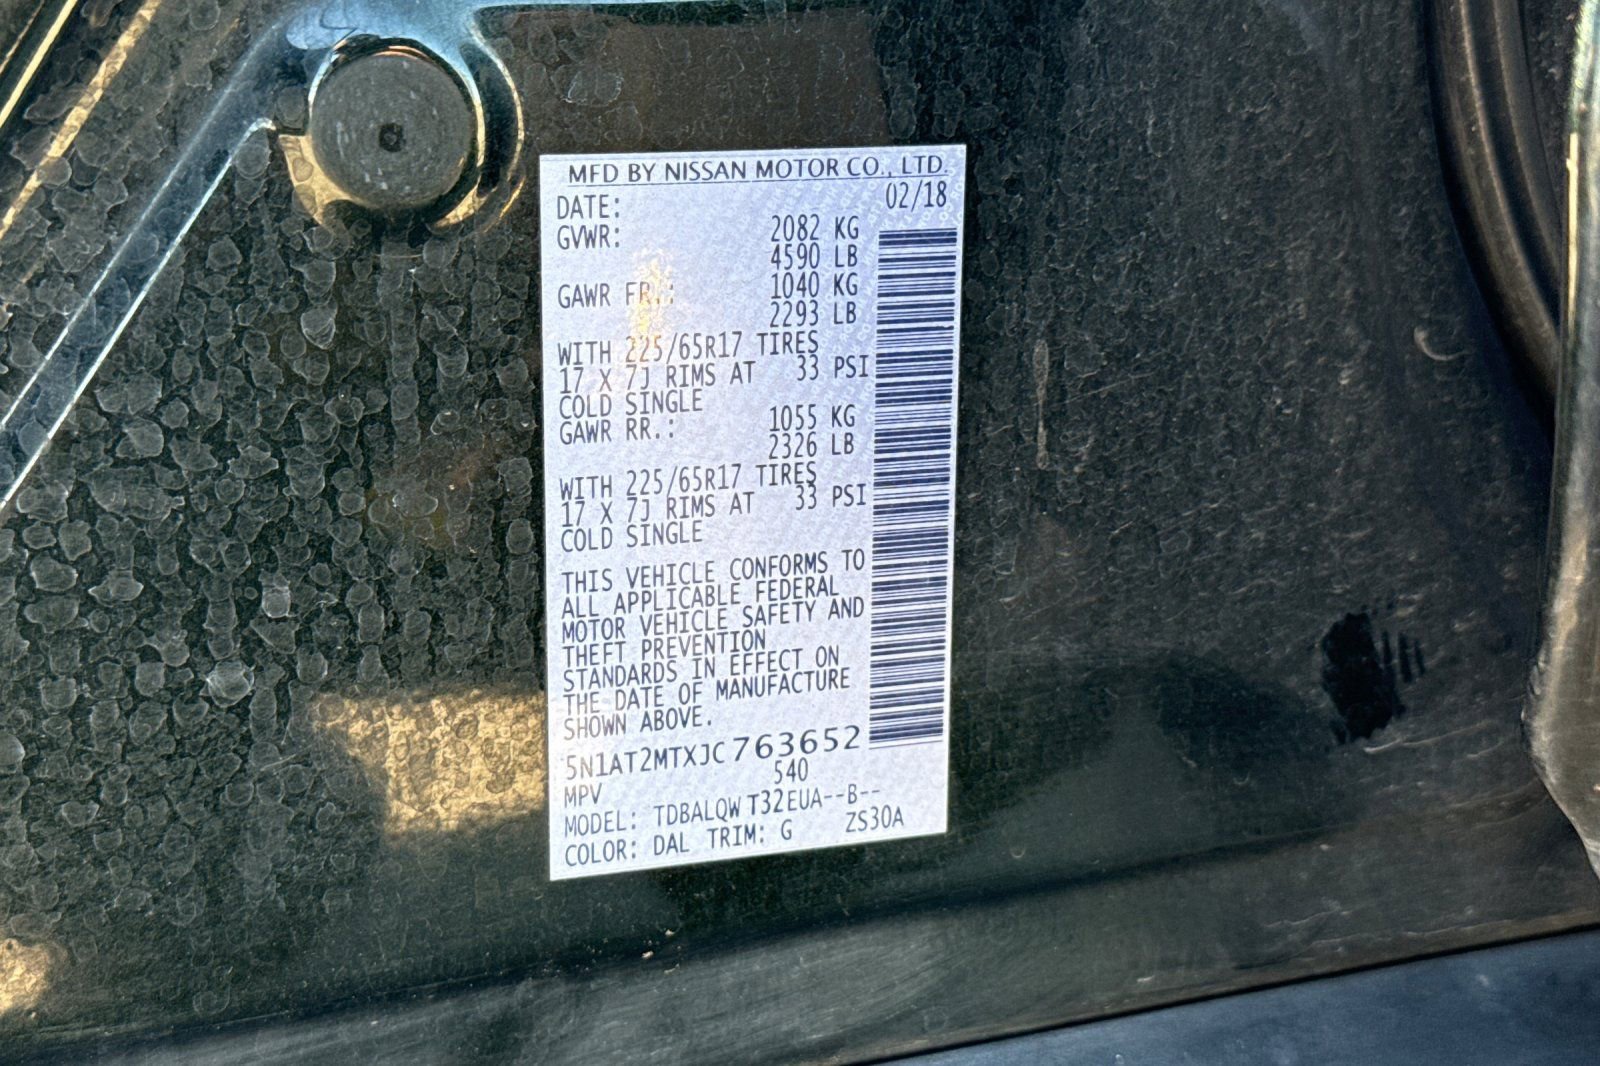 MFD BY NISSAN MOTOR CO., LTD.
DATE: 02/18
GVWR: 2082 KG
4590 LB
GAWR FR.: 1040 KG
2293 LB
WITH 225/65R17 TIRES
17 X 7J RIMS AT 33 PSI
COLD SINGLE
GAWR RR.: 1055 KG
2326 LB
WITH 225/65R17 TIRES
17 X 7J RIMS AT 33 PSI
COLD SINGLE
THIS VEHICLE CONFORMS TO
ALL APPLICABLE FEDERAL
MOTOR VEHICLE SAFETY AND
THEFT PREVENTION
STANDARDS IN EFFECT ON
THE DATE OF MANUFACTURE
SHOWN ABOVE.
5N1AT2MTXJC763652
MPV 540
MODEL: TDBALQWT32EUA--B--
COLOR: DAL TRIM: G ZS30A